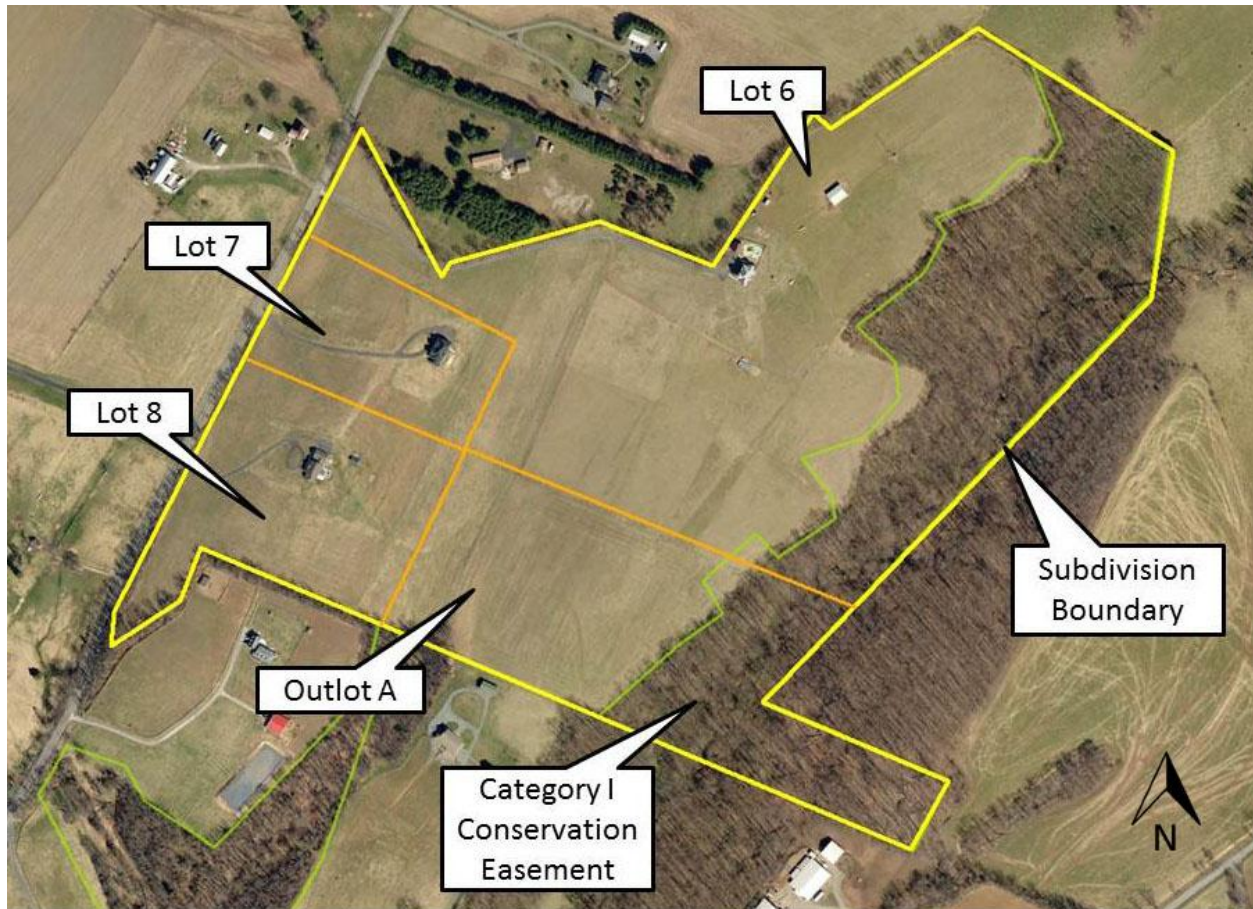 Lot 6
Lot 7
Lot 8
Subdivision
Boundary
Outlot A
Category I
Conservation
Easement
N